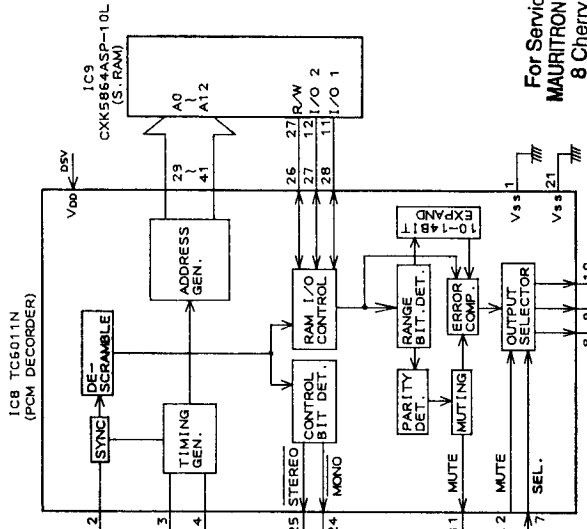 IC8 TC6011N
(PCM DECORDER)
IC9
CXK5864ASP-10L
(S.RAM)
VDD
DSV
2
SYNC
DE-
SCRAMBLE
3
4
TIMING
GEN.
ADDRESS
GEN.
29
~
41
A0
~
A12
26
27
28
27
12
11
R/W
I/O 2
I/O 1
STEREO
MONO
CONTROL
BIT DET.
RAM I/O
CONTROL
RANGE
BIT.DET.
10-14BIT
EXPAND
PARITY
DET.
MUTING
ERROR
COMP.
MUTE
MUTE
SEL.
7
OUTPUT
SELECTOR
VSS
1
VSS
21
For Servic
MAURITRON
8 Cherry